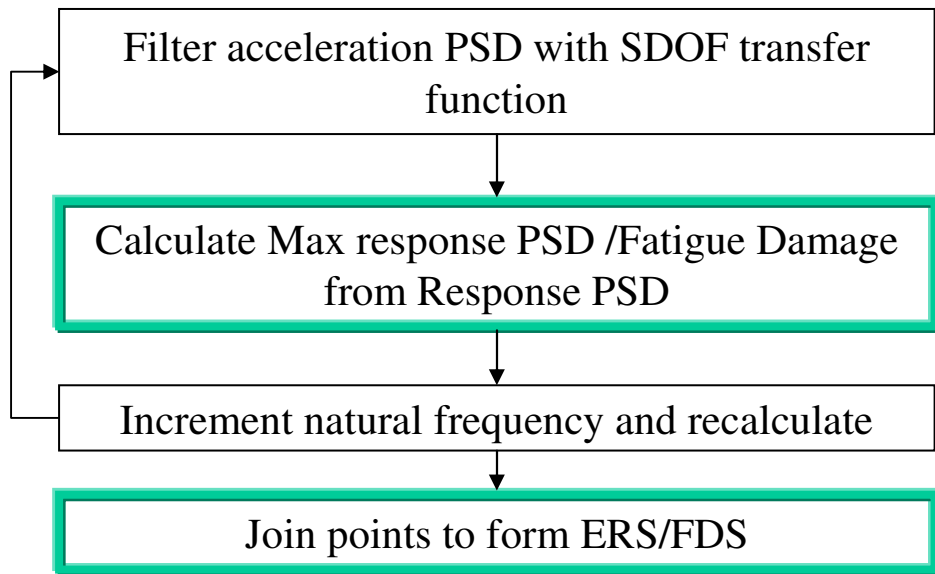 Filter acceleration PSD with SDOF transfer
function
Calculate Max response PSD /Fatigue Damage
from Response PSD
Increment natural frequency and recalculate
Join points to form ERS/FDS